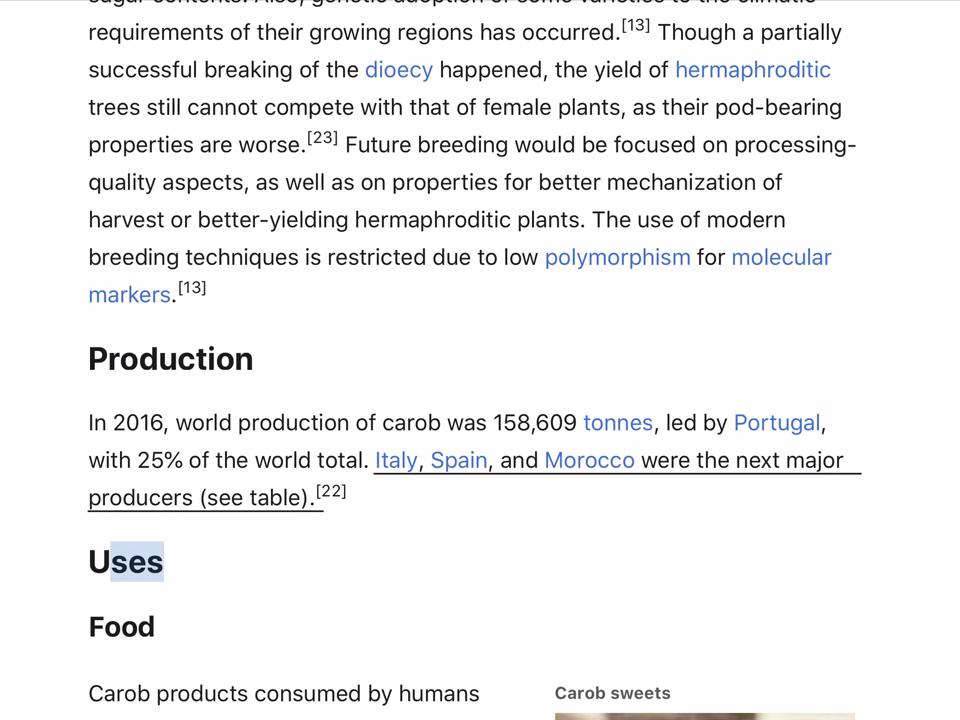 requirements of their growing regions has occurred.[13] Though a partially
successful breaking of the dioecy happened, the yield of hermaphroditic
trees still cannot compete with that of female plants, as their pod-bearing
properties are worse.[23] Future breeding would be focused on processing-
quality aspects, as well as on properties for better mechanization of
harvest or better-yielding hermaphroditic plants. The use of modern
breeding techniques is restricted due to low polymorphism for molecular
markers.[13]
Production
In 2016, world production of carob was 158,609 tonnes, led by Portugal,
with 25% of the world total. Italy, Spain, and Morocco were the next major
producers (see table).[22]
Uses
Food
Carob products consumed by humans
Carob sweets